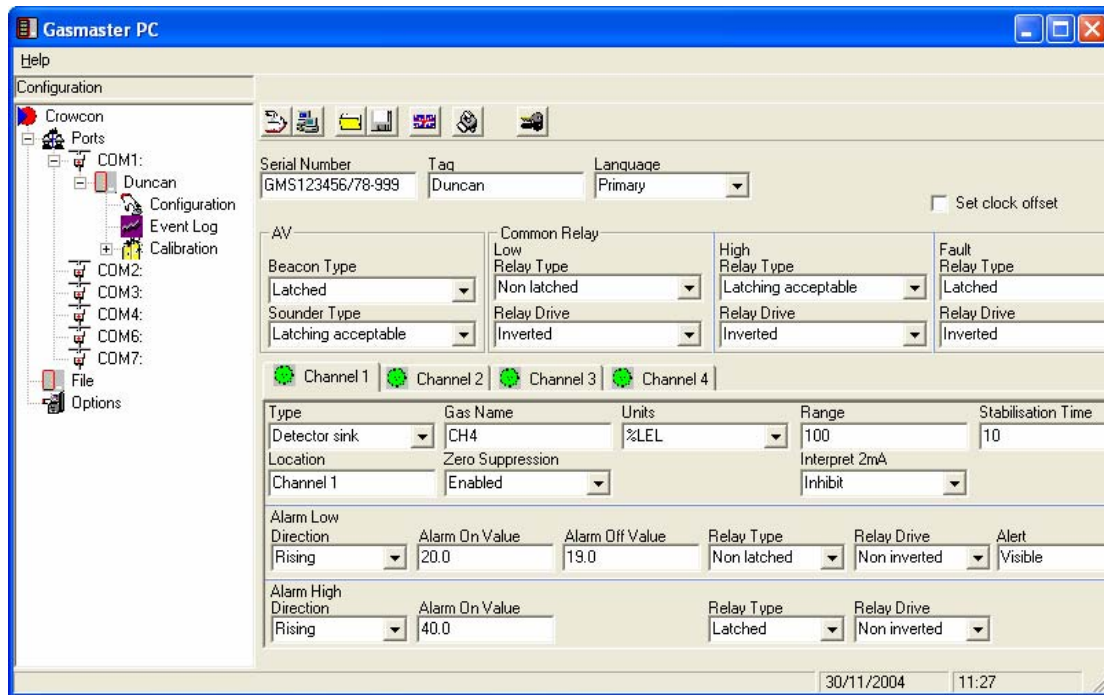 Gasmaster PC
Help
Configuration
Crowcon
Ports
COM1:
Duncan
Configuration
Event Log
Calibration
COM2:
COM3:
COM4:
COM6:
COM7:
File
Options
Serial Number Tag Language
GMS123456/78-999 Duncan Primary
Set clock offset
AV Common Relay
Low High Fault
Beacon Type Relay Type Relay Type Relay Type
Latched Non latched Latching acceptable Latched
Sounder Type Relay Drive Relay Drive Relay Drive
Latching acceptable Inverted Inverted Inverted
Channel 1 Channel 2 Channel 3 Channel 4
Type Gas Name Units Range Stabilisation Time
Detector sink CH4 %LEL 100 10
Location Zero Suppression Interpret 2mA
Channel 1 Enabled Inhibit
Alarm Low
Direction Alarm On Value Alarm Off Value Relay Type Relay Drive Alert
Rising 20.0 19.0 Non latched Non inverted Visible
Alarm High
Direction Alarm On Value Relay Type Relay Drive
Rising 40.0 Latched Non inverted
30/11/2004 11:27